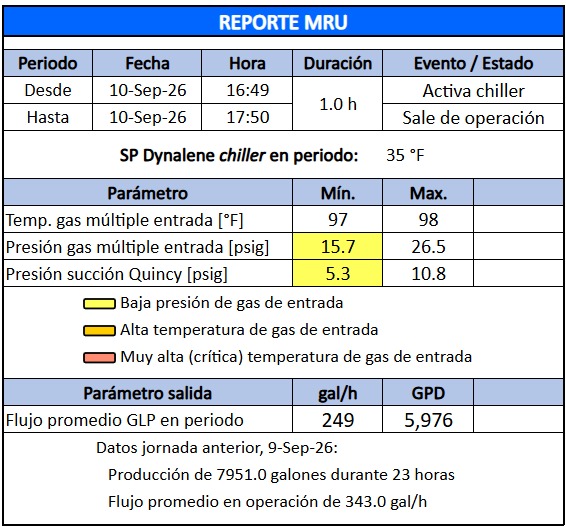 REPORTE MRU
Periodo Fecha Hora Duración Evento / Estado
Desde 10-Sep-26 16:49 1.0 h Activa chiller
Hasta 10-Sep-26 17:50 Sale de operación
SP Dynalene chiller en periodo: 35 °F
Parámetro Mín. Max.
Temp. gas múltiple entrada [°F] 97 98
Presión gas múltiple entrada [psig] 15.7 26.5
Presión succión Quincy [psig] 5.3 10.8
Baja presión de gas de entrada
Alta temperatura de gas de entrada
Muy alta (crítica) temperatura de gas de entrada
Parámetro salida gal/h GPD
Flujo promedio GLP en periodo 249 5,976
Datos jornada anterior, 9-Sep-26:
Producción de 7951.0 galones durante 23 horas
Flujo promedio en operación de 343.0 gal/h